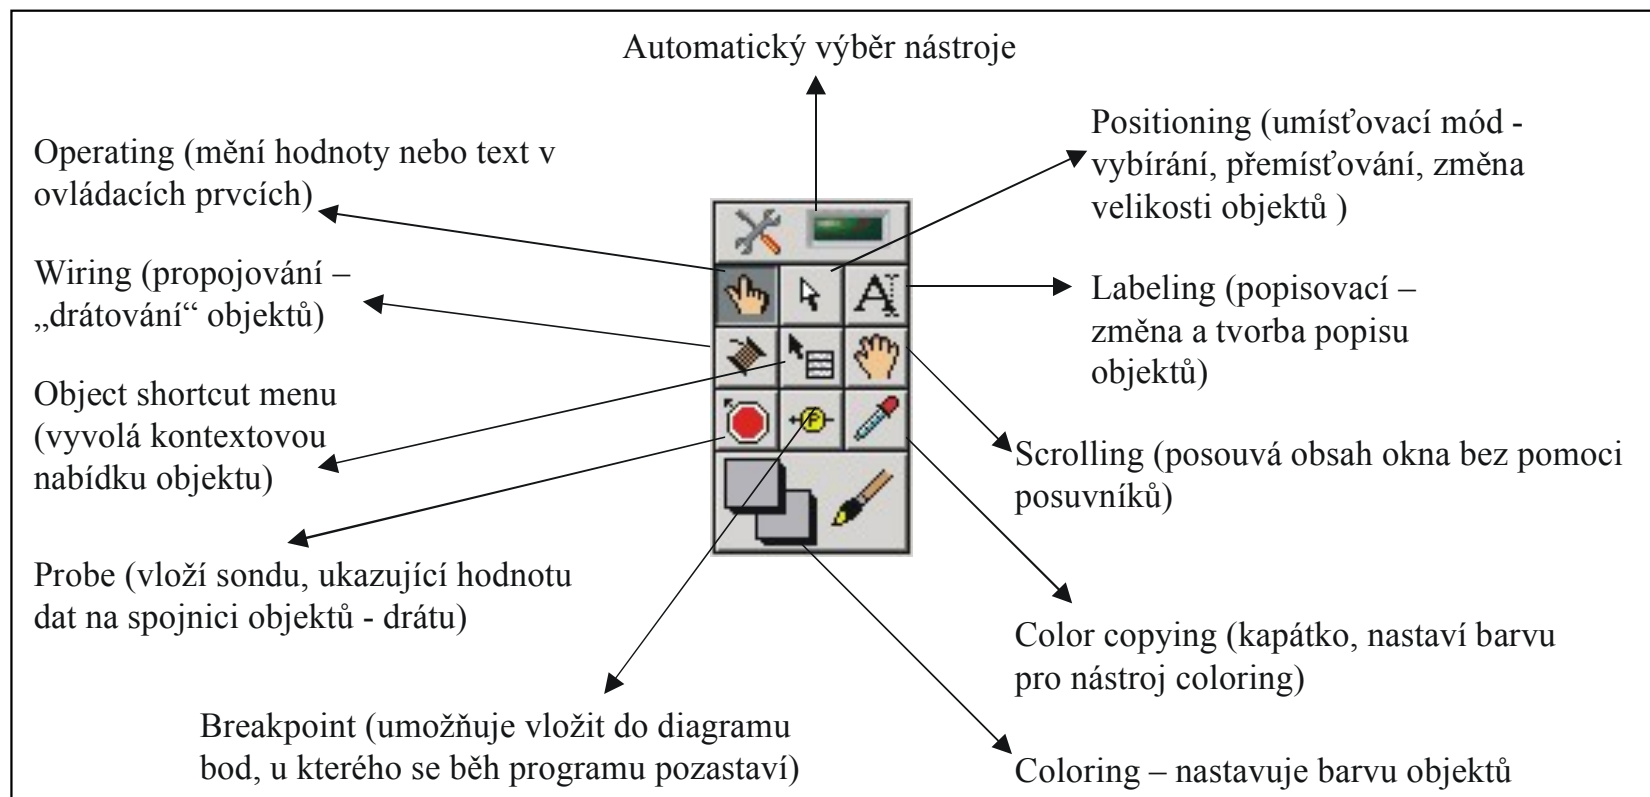 Automatický výběr nástroje
Operating (mění hodnoty nebo text v
ovládacích prvcích)
Wiring (propojování –
„drátování“ objektů)
Object shortcut menu
(vyvolá kontextovou
nabídku objektu)
Probe (vloží sondu, ukazující hodnotu
dat na spojnici objektů - drátu)
Breakpoint (umožňuje vložit do diagramu
bod, u kterého se běh programu pozastaví)
Positioning (umísťovací mód -
vybírání, přemísťování, změna
velikosti objektů )
Labeling (popisovací –
změna a tvorba popisu
objektů)
Scrolling (posouvá obsah okna bez pomoci
posuvníků)
Color copying (kapátko, nastaví barvu
pro nástroj coloring)
Coloring – nastavuje barvu objektů
A
P